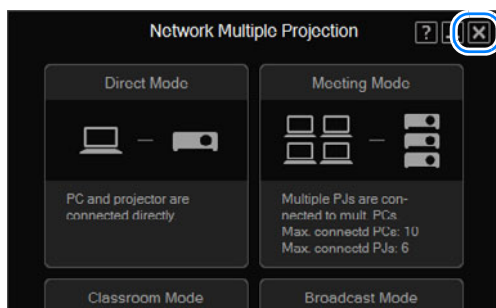 Network Multiple Projection
?
Direct Mode
Meeting Mode
PC and projector are
connected directly
Multiple PJs are con-
nected to mult. PCs
Max. connectd PCs: 10
Max. connectd PJs: 6
Classroom Mode
Broadcast Mode